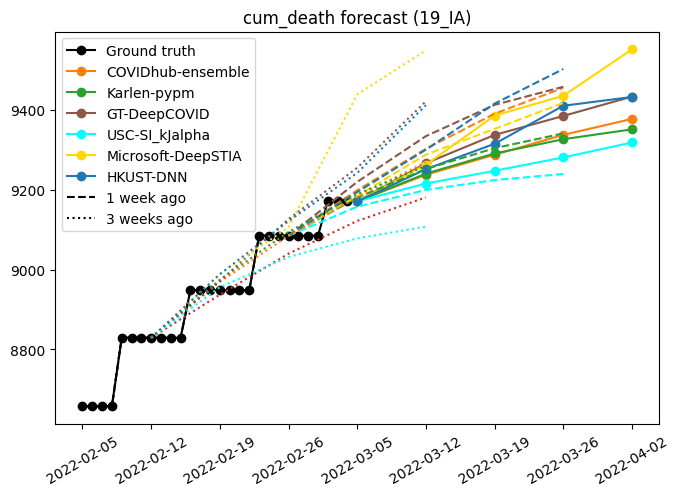 cum_death forecast (19_IA)
Ground truth
COVIDhub-ensemble
Karlen-pypm
GT-DeepCOVID
USC-SI_kJalpha
Microsoft-DeepSTIA
HKUST-DNN
1 week ago
3 weeks ago
9400
9200
9000
8800
2022-02-05
2022-02-12
2022-02-19
2022-02-26
2022-03-05
2022-03-12
2022-03-19
2022-03-26
2022-04-02